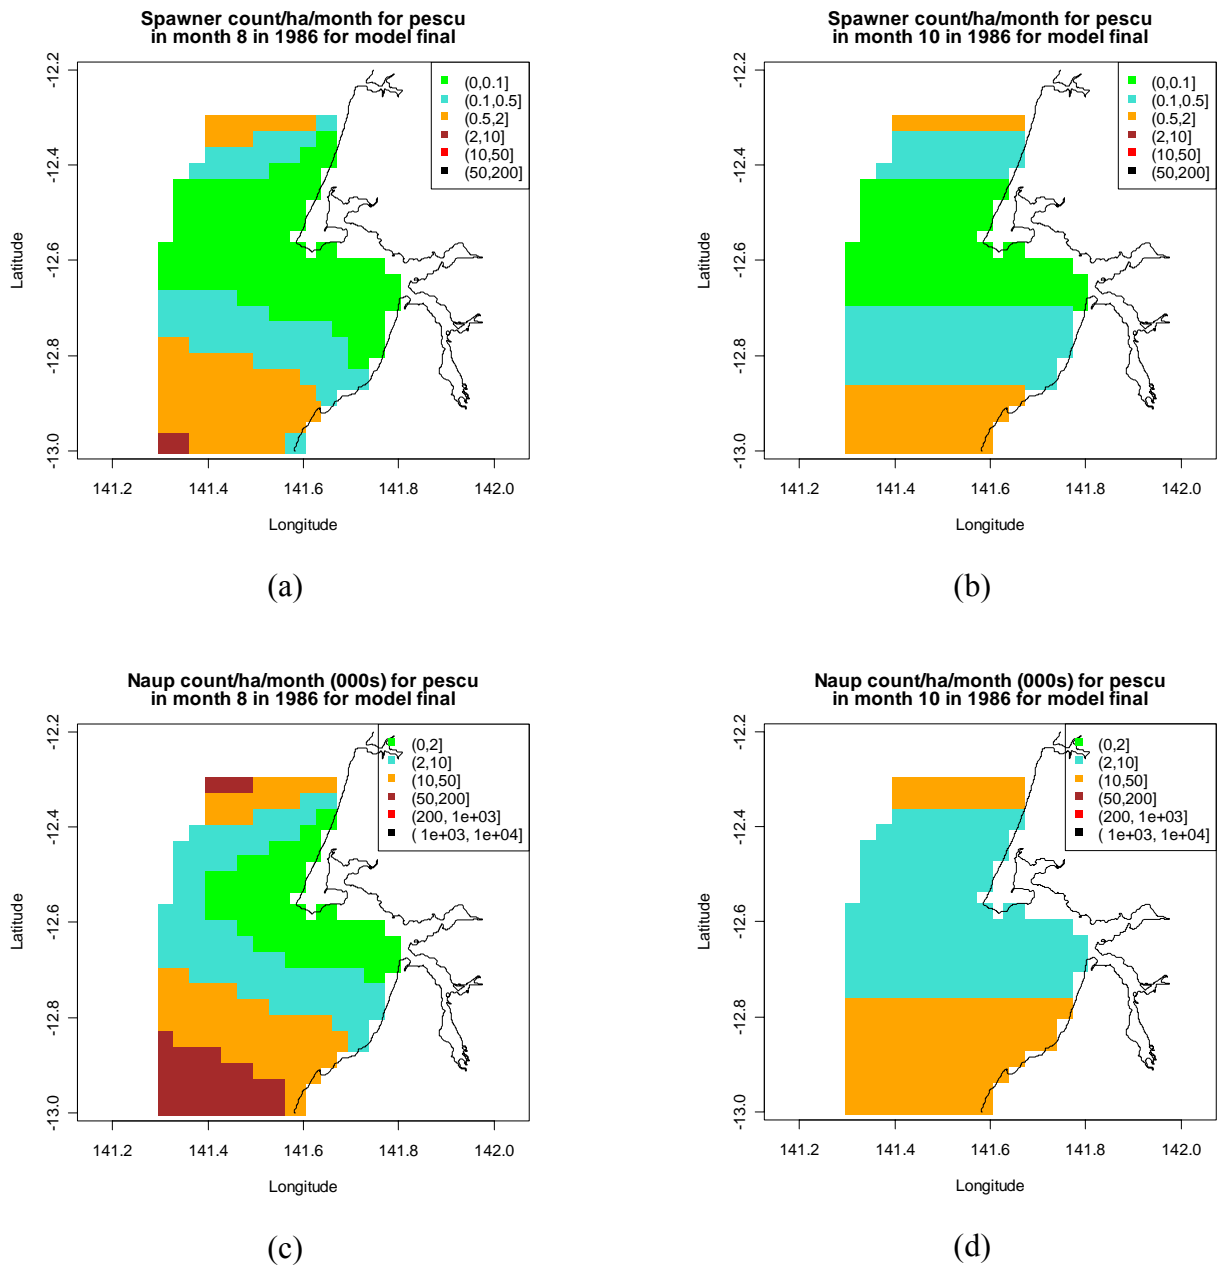 Spawner count/ha/month for pescu
in month 8 in 1986 for model final
(0,0.1]
(0.1,0.5]
(0.5,2]
(2,10]
(10,50]
(50,200]
-12.2
-12.4
-12.6
-12.8
-13.0
Latitude
141.2
141.4
141.6
141.8
142.0
Longitude
(a)
Spawner count/ha/month for pescu
in month 10 in 1986 for model final
(0,0.1]
(0.1,0.5]
(0.5,2]
(2,10]
(10,50]
(50,200]
-12.2
-12.4
-12.6
-12.8
-13.0
Latitude
141.2
141.4
141.6
141.8
142.0
Longitude
(b)
Naup count/ha/month (000s) for pescu
in month 8 in 1986 for model final
(0,2]
(2,10]
(10,50]
(50,200]
(200, 1e+03]
( 1e+03, 1e+04]
-12.2
-12.4
-12.6
-12.8
-13.0
Latitude
141.2
141.4
141.6
141.8
142.0
Longitude
(c)
Naup count/ha/month (000s) for pescu
in month 10 in 1986 for model final
(0,2]
(2,10]
(10,50]
(50,200]
(200, 1e+03]
( 1e+03, 1e+04]
-12.2
-12.4
-12.6
-12.8
-13.0
Latitude
141.2
141.4
141.6
141.8
142.0
Longitude
(d)